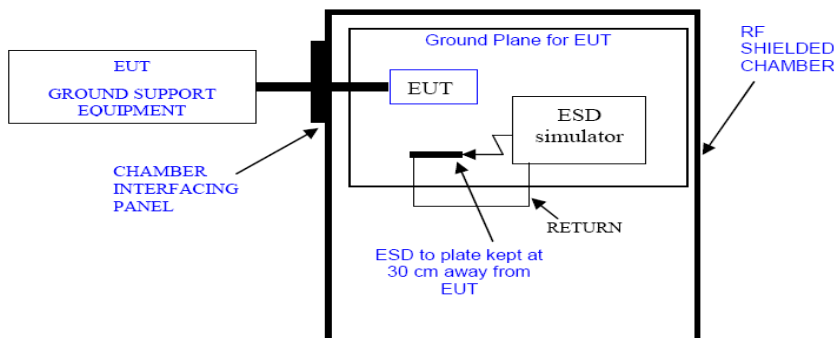 EUT
GROUND SUPPORT
EQUIPMENT
CHAMBER
INTERFACING
PANEL
Ground Plane for EUT
EUT
ESD
simulator
RETURN
ESD to plate kept at
30 cm away from
EUT
RF
SHIELDED
CHAMBER